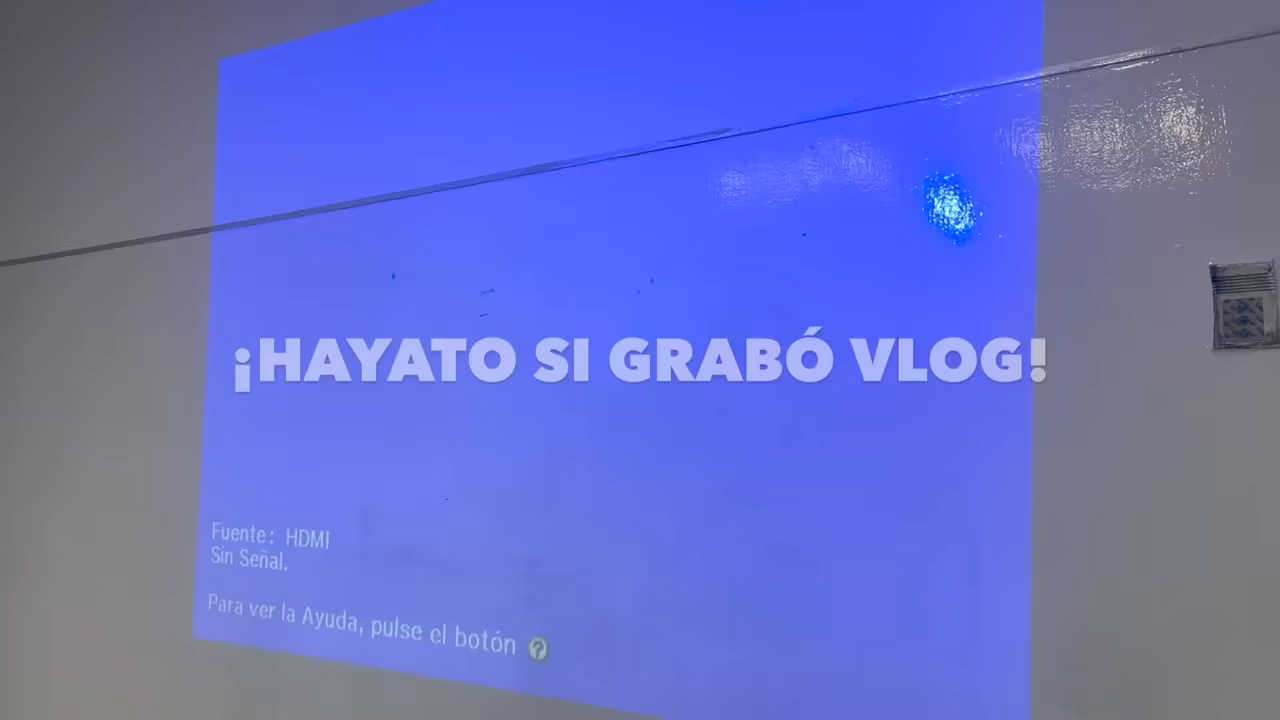 ¡HAYATO SI GRABÓ VLOG!
Fuente: HDMI
Sin Señal.
Para ver la Ayuda, pulse el botón ?